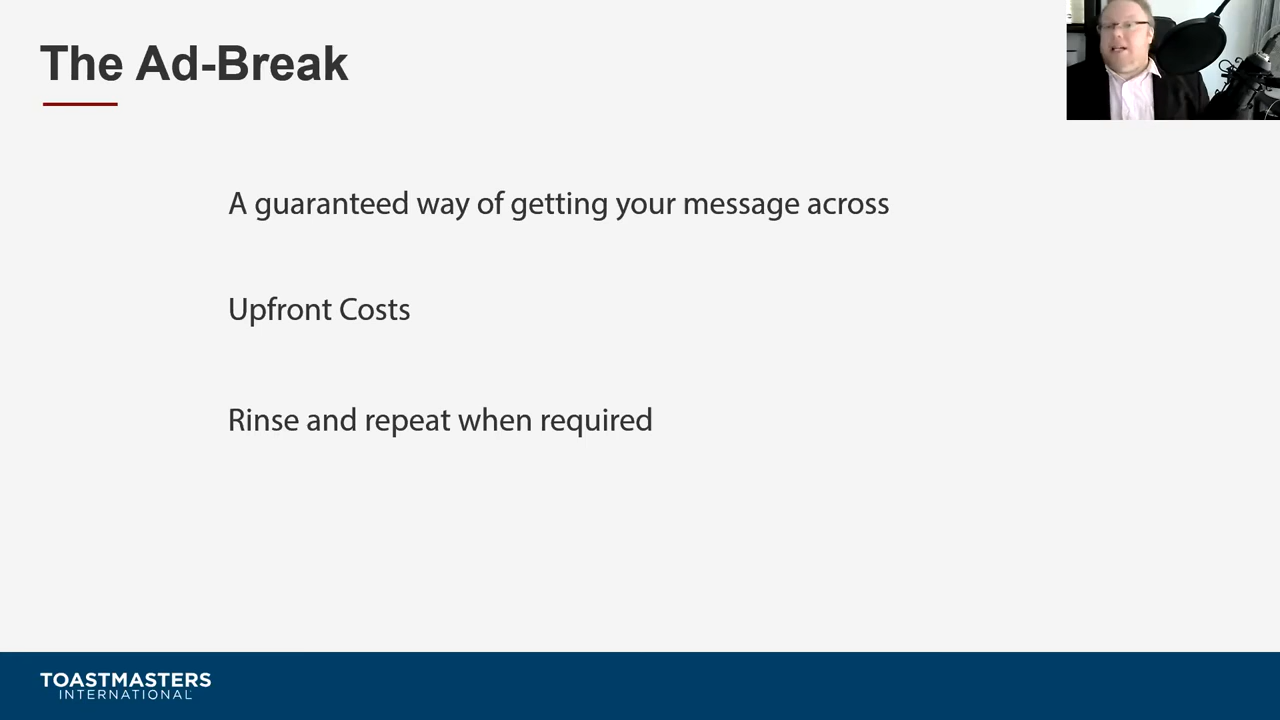 The Ad-Break
A guaranteed way of getting your message across
Upfront Costs
Rinse and repeat when required
TOASTMASTERS
INTERNATIONAL